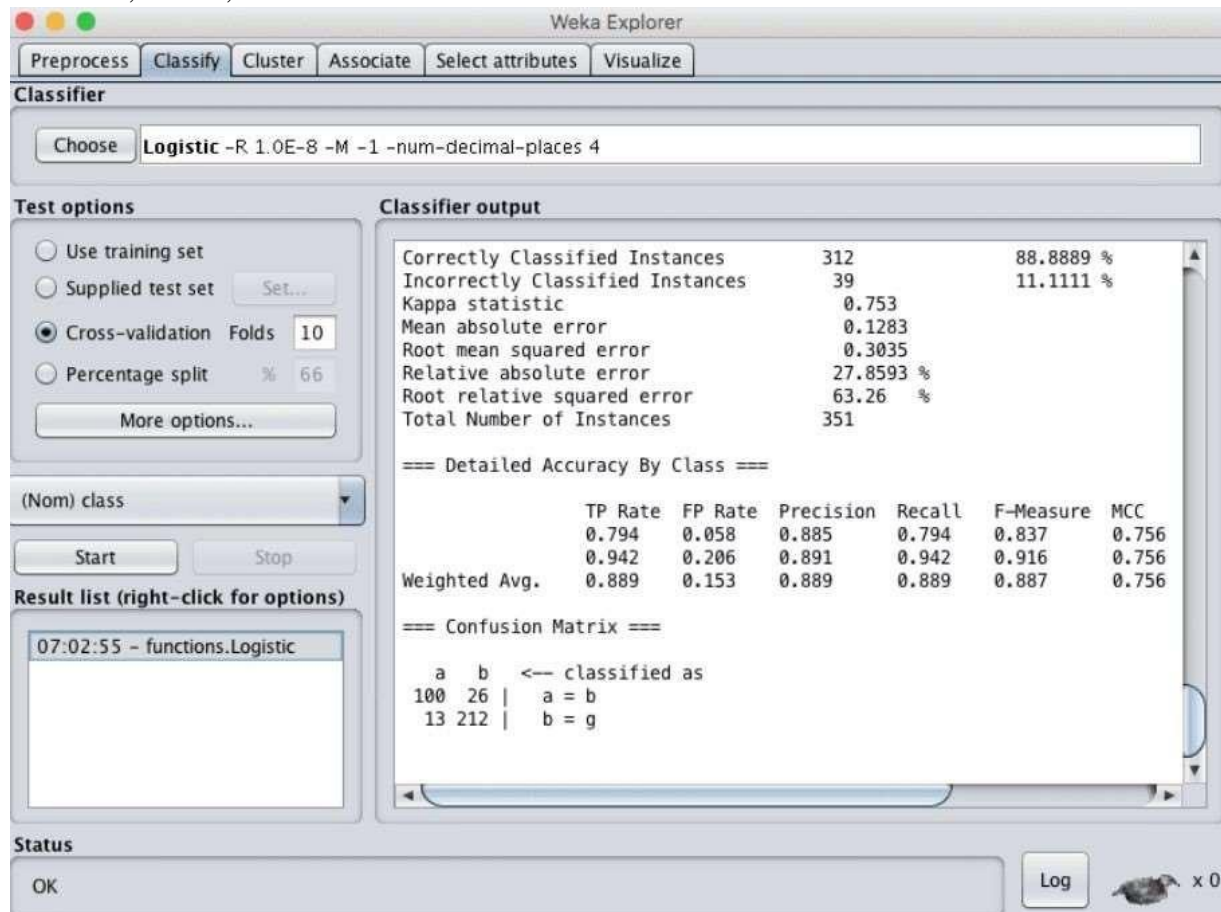 Weka Explorer
Preprocess Classify Cluster Associate Select attributes Visualize
Classifier
Choose Logistic -R 1.0E-8 -M -1 -num-decimal-places 4
Test options
Use training set
Supplied test set Set...
Cross-validation Folds 10
Percentage split % 66
More options...
(Nom) class
Start Stop
Result list (right-click for options)
07:02:55 - functions.Logistic
Classifier output
Correctly Classified Instances 312 88.8889 %
Incorrectly Classified Instances 39 11.1111 %
Kappa statistic 0.753
Mean absolute error 0.1283
Root mean squared error 0.3035
Relative absolute error 27.8593 %
Root relative squared error 63.26 %
Total Number of Instances 351
=== Detailed Accuracy By Class ===
TP Rate FP Rate Precision Recall F-Measure MCC
0.794 0.058 0.885 0.794 0.837 0.756
0.942 0.206 0.891 0.942 0.916 0.756
Weighted Avg. 0.889 0.153 0.889 0.889 0.887 0.756
=== Confusion Matrix ===
a b <-- classified as
100 26 | a = b
13 212 | b = g
Status
OK
Log x 0